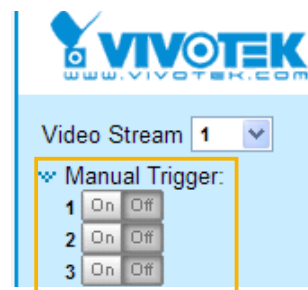 VIVOTEK
www.vivotek.com
Video Stream 1
Manual Trigger:
1 On Off
2 On Off
3 On Off